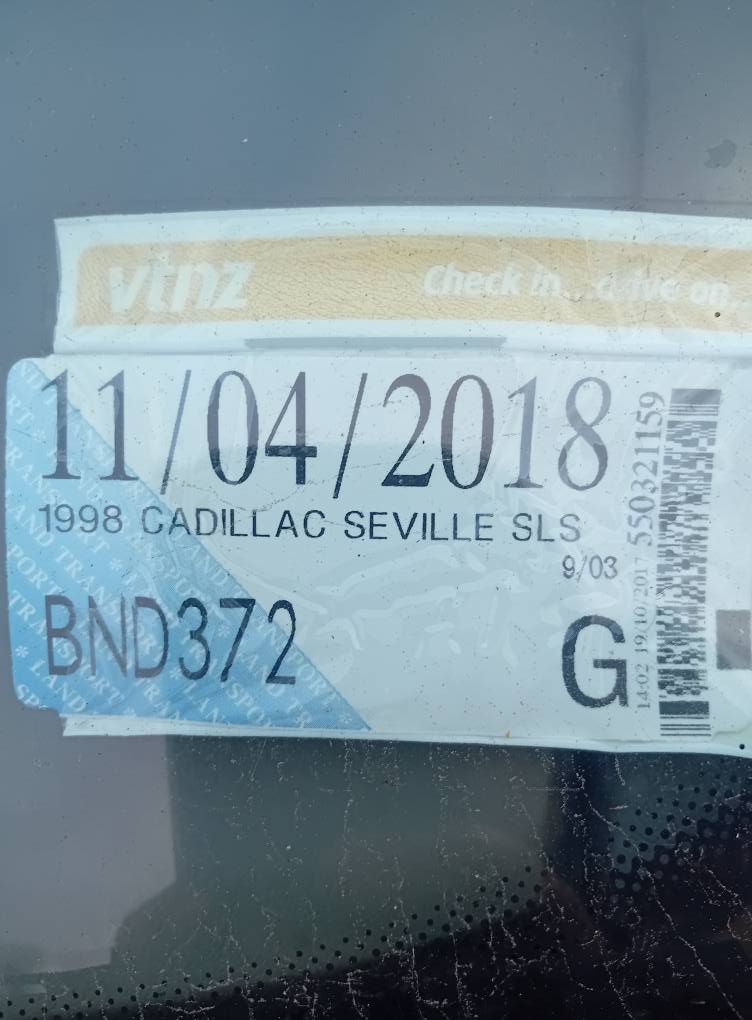 vtnz Check in...drive on...
11/04/2018
1998 CADILLAC SEVILLE SLS
9/03
BND372
G
14:02 19/10/2017 550321159